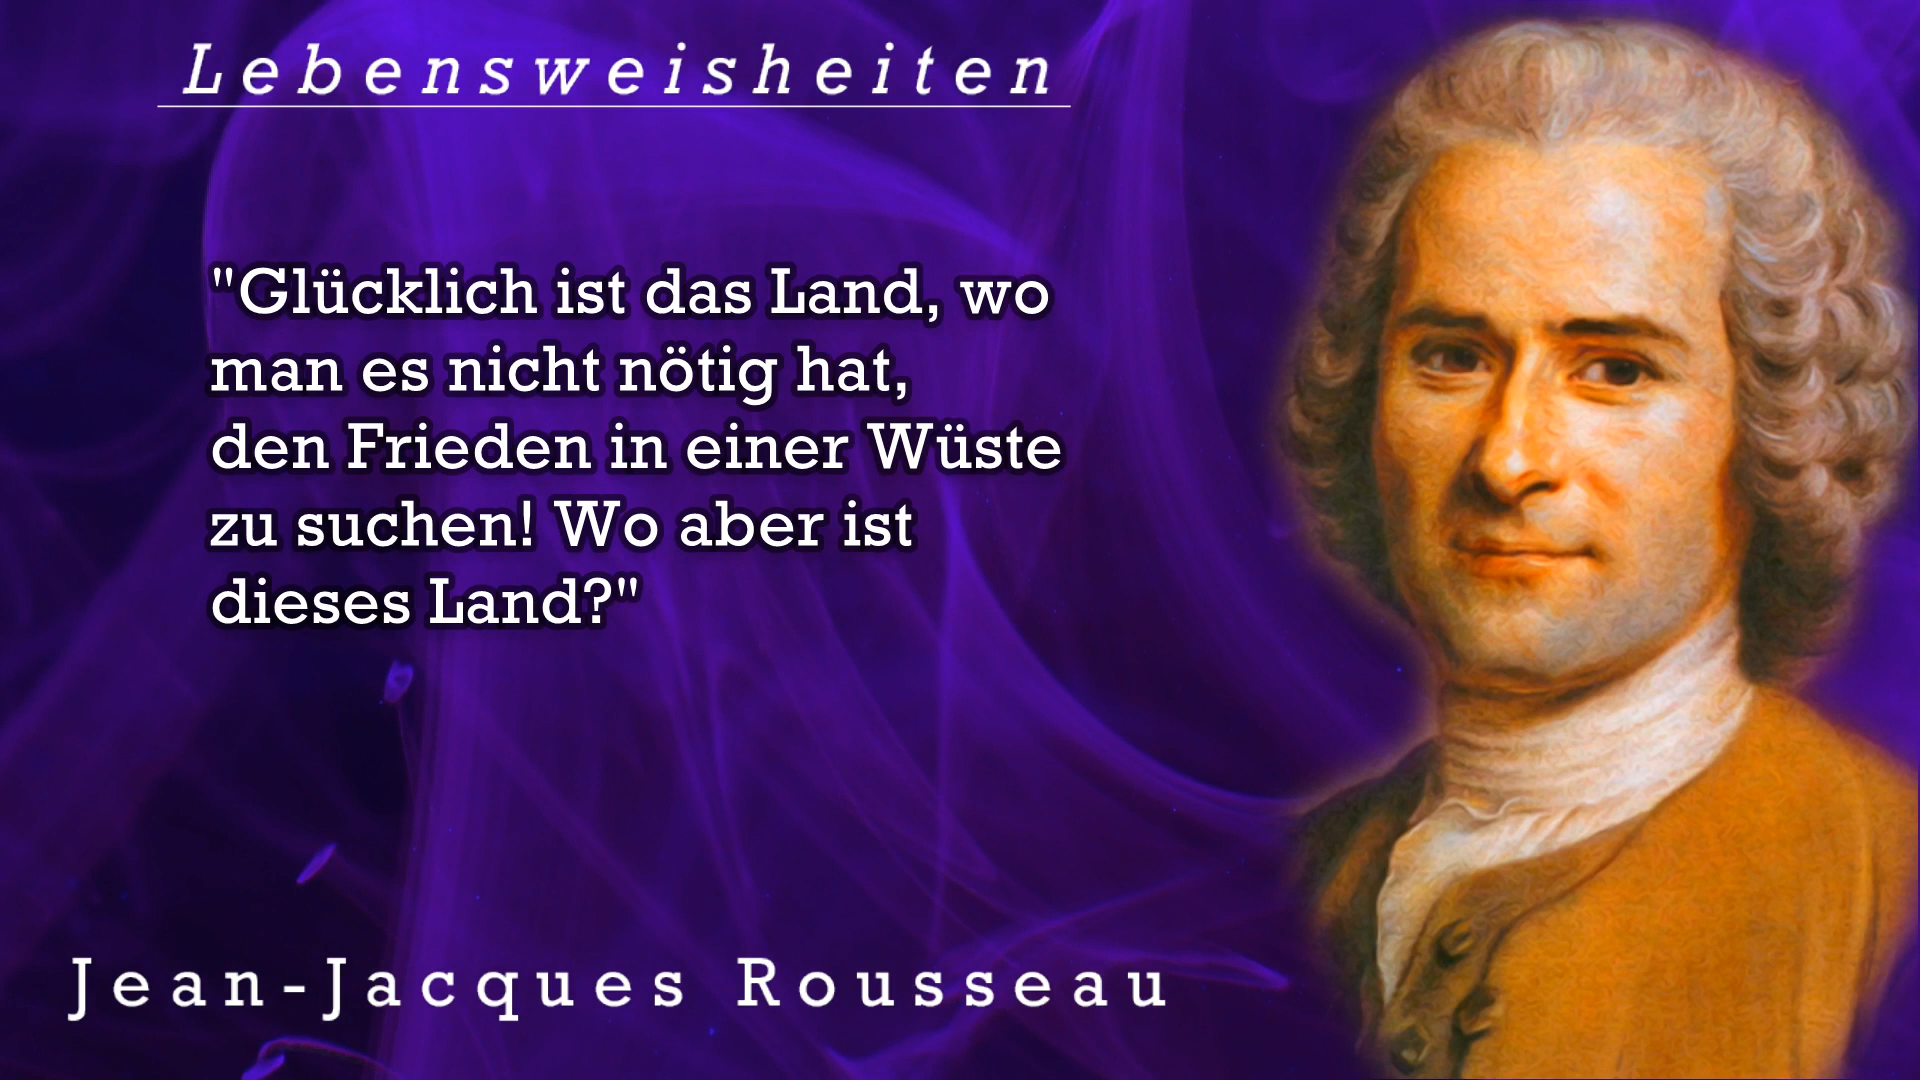 Lebensweisheiten
"Glücklich ist das Land, wo
man es nicht nötig hat,
den Frieden in einer Wüste
zu suchen! Wo aber ist
dieses Land?"
Jean-Jacques Rousseau